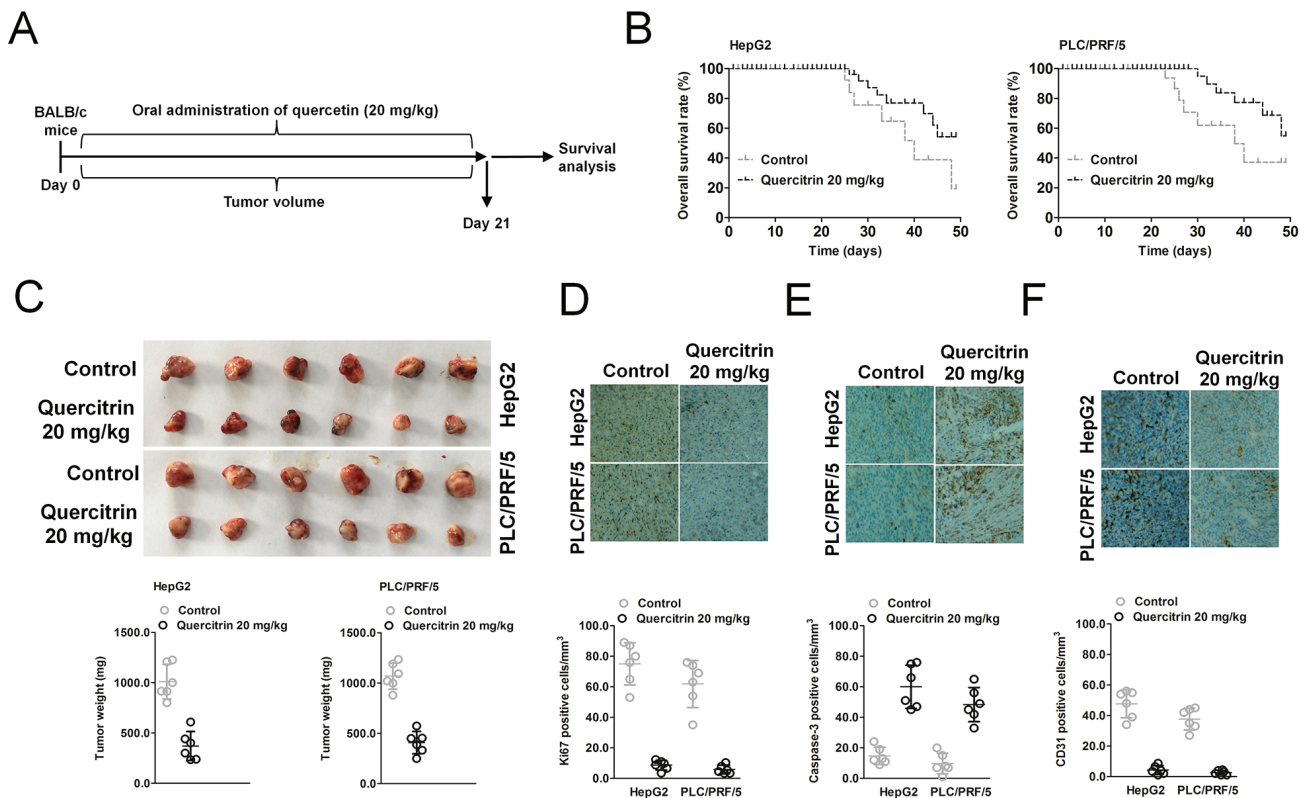 A
BALB/c
mice
Oral administration of quercetin (20 mg/kg)
Day 0
Tumor volume
Day 21
Survival
analysis
B
HepG2
Overall survival rate (%)
100
80
60
40
20
0
Control
Quercitrin 20 mg/kg
0 10 20 30 40 50
Time (days)
PLC/PRF/5
Overall survival rate (%)
100
80
60
40
20
0
Control
Quercitrin 20 mg/kg
0 10 20 30 40 50
Time (days)
C
Control
Quercitrin
20 mg/kg
HepG2
Control
Quercitrin
20 mg/kg
PLC/PRF/5
HepG2
Control
Quercitrin 20 mg/kg
Tumor weight (mg)
1500.0
1000.0
500.0
0.0
PLC/PRF/5
Control
Quercitrin 20 mg/kg
Tumor weight (mg)
1500.0
1000.0
500.0
0.0
D
Control
Quercitrin
20 mg/kg
HepG2
PLC/PRF/5
Control
Quercitrin 20 mg/kg
Ki67 positive cells/mm³
100.0
80.0
60.0
40.0
20.0
0.0
HepG2 PLC/PRF/5
E
Control
Quercitrin
20 mg/kg
HepG2
PLC/PRF/5
Control
Quercitrin 20 mg/kg
Caspase-3 positive cells/mm³
100.0
80.0
60.0
40.0
20.0
0.0
HepG2 PLC/PRF/5
F
Control
Quercitrin
20 mg/kg
HepG2
PLC/PRF/5
Control
Quercitrin 20 mg/kg
CD31 positive cells/mm³
100.0
80.0
60.0
40.0
20.0
0.0
HepG2 PLC/PRF/5